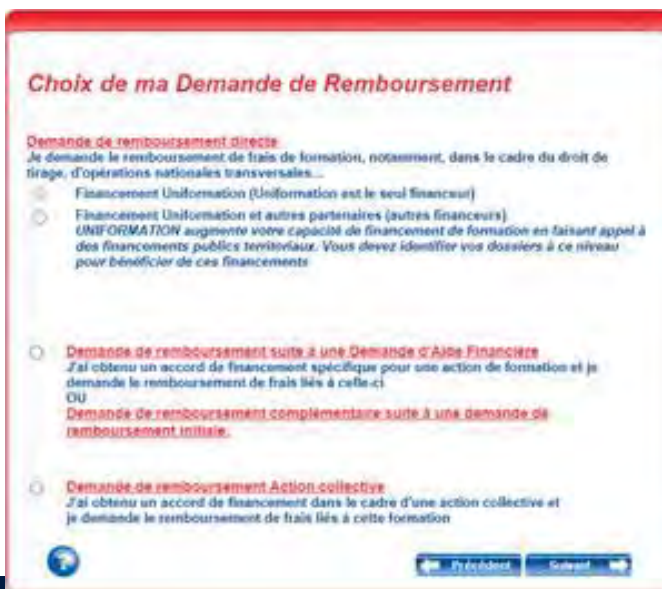 Choix de ma Demande de Remboursement
Demande de remboursement directe
Je demande le remboursement de frais de formation, notamment, dans le cadre du droit de
tirage, d'opérations nationales transversales...
Financement Uniformation (Uniformation est le seul financeur)
Financement Uniformation et autres partenaires (autres financeurs)
UNIFORMATION augmente votre capacité de financement de formation en faisant appel à
des financements publics territoriaux. Vous devez identifier vos dossiers à ce niveau
pour bénéficier de ces financements
Demande de remboursement suite à une Demande d'Aide Financière
J'ai obtenu un accord de financement spécifique pour une action de formation et je
demande le remboursement de frais liés à celle-ci
OU
Demande de remboursement complémentaire suite à une demande de
remboursement initiale.
Demande de remboursement Action collective
J'ai obtenu un accord de financement dans le cadre d'une action collective et
je demande le remboursement de frais liés à cette formation
? Précédent Suivant